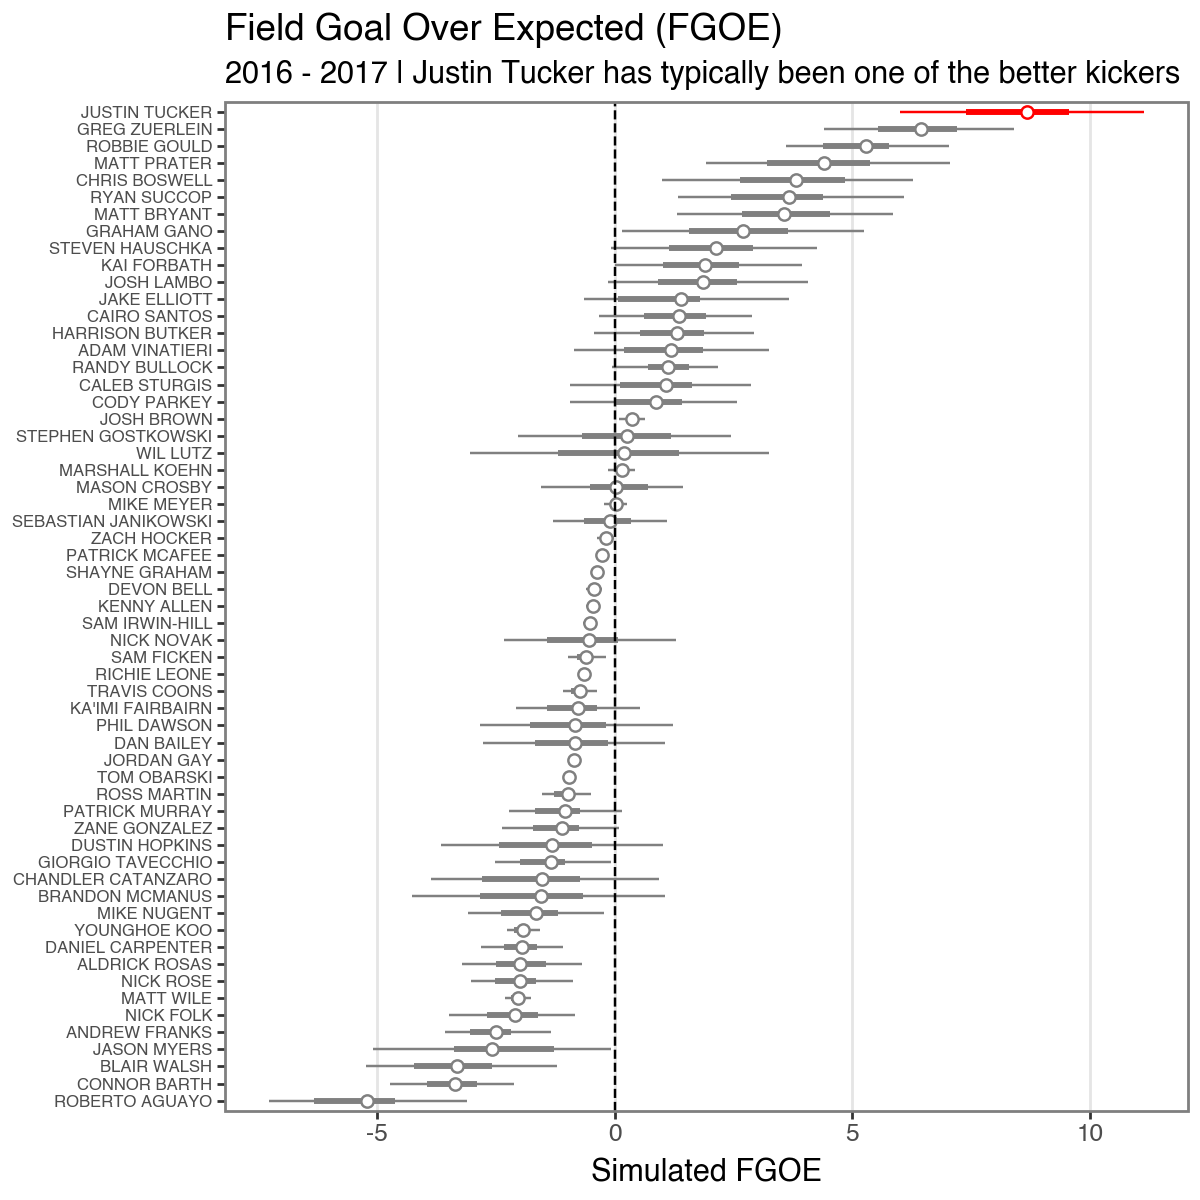 Field Goal Over Expected (FGOE)
2016 - 2017 | Justin Tucker has typically been one of the better kickers
JUSTIN TUCKER
GREG ZUERLEIN
ROBBIE GOULD
MATT PRATER
CHRIS BOSWELL
RYAN SUCCOP
MATT BRYANT
GRAHAM GANO
STEVEN HAUSCHKA
KAI FORBATH
JOSH LAMBO
JAKE ELLIOTT
CAIRO SANTOS
HARRISON BUTKER
ADAM VINATIERI
RANDY BULLOCK
CALEB STURGIS
CODY PARKEY
JOSH BROWN
STEPHEN GOSTKOWSKI
WIL LUTZ
MARSHALL KOEHN
MASON CROSBY
MIKE MEYER
SEBASTIAN JANIKOWSKI
ZACH HOCKER
PATRICK MCAFEE
SHAYNE GRAHAM
DEVON BELL
KENNY ALLEN
SAM IRWIN-HILL
NICK NOVAK
SAM FICKEN
RICHIE LEONE
TRAVIS COONS
KA'IMI FAIRBAIRN
PHIL DAWSON
DAN BAILEY
JORDAN GAY
TOM OBARSKI
ROSS MARTIN
PATRICK MURRAY
ZANE GONZALEZ
DUSTIN HOPKINS
GIORGIO TAVECCHIO
CHANDLER CATANZARO
BRANDON MCMANUS
MIKE NUGENT
YOUNGHOE KOO
DANIEL CARPENTER
ALDRICK ROSAS
NICK ROSE
MATT WILE
NICK FOLK
ANDREW FRANKS
JASON MYERS
BLAIR WALSH
CONNOR BARTH
ROBERTO AGUAYO
-5 0 5 10
Simulated FGOE